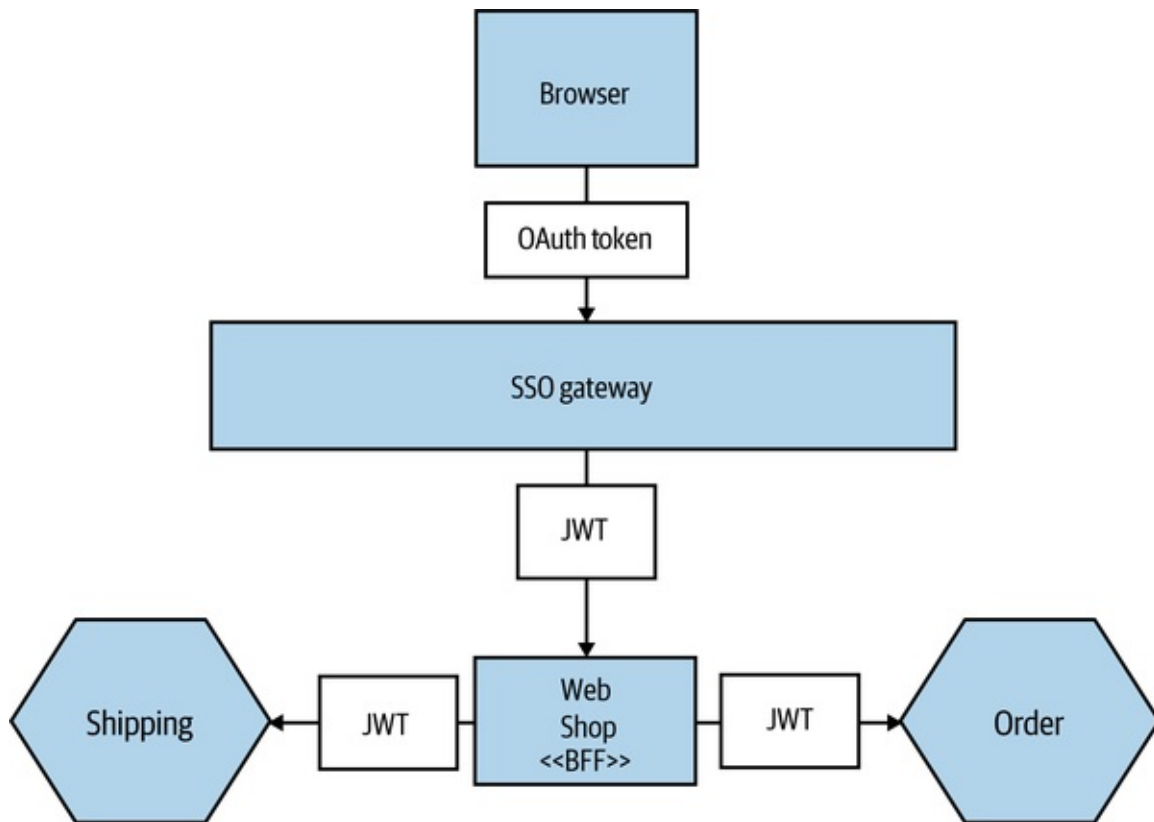 Browser
OAuth token
SSO gateway
JWT
Shipping
JWT
Web
Shop
<<BFF>>
JWT
Order